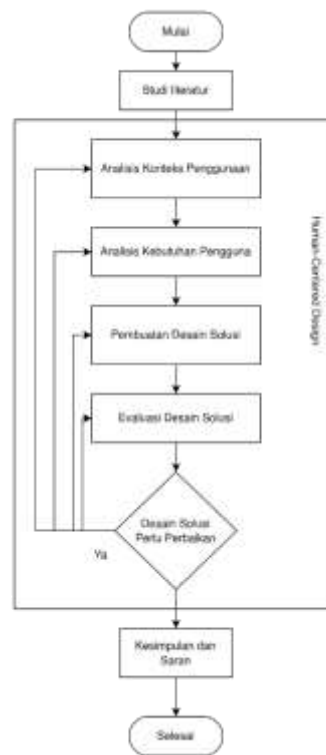 Mulai
Studi literatur
Analisis Konteks Penggunaan
Analisis Kebutuhan Pengguna
Human-Centered Design
Pembuatan Desain Solusi
Evaluasi Desain Solusi
Desain Solusi
Perlu Perbaikan
Ya
Kesimpulan dan
Saran
Selesai